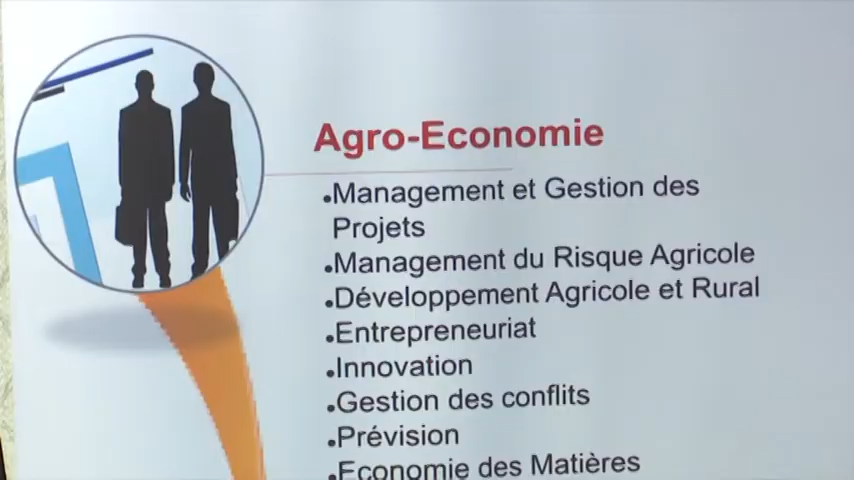 Agro-Economie
•Management et Gestion des
Projets
•Management du Risque Agricole
•Développement Agricole et Rural
•Entrepreneuriat
•Innovation
•Gestion des conflits
•Prévision
•Economie des Matières